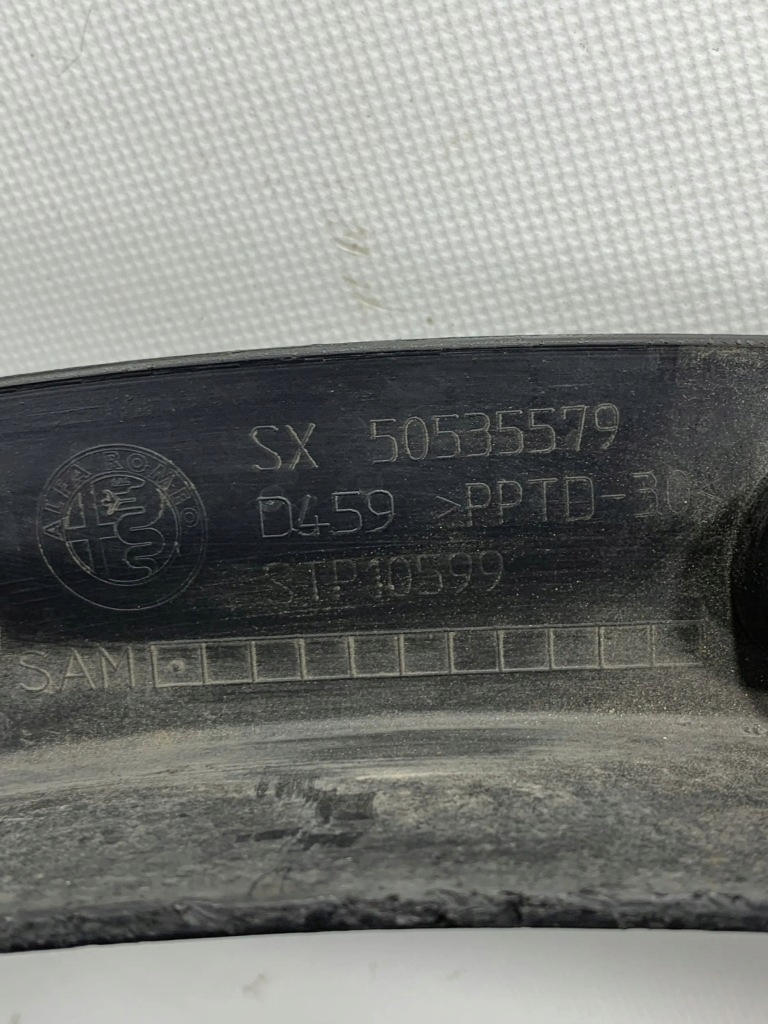 ALFA ROMEO
SX 50535579
D459 >PPTD-30<
STP10599
SAM